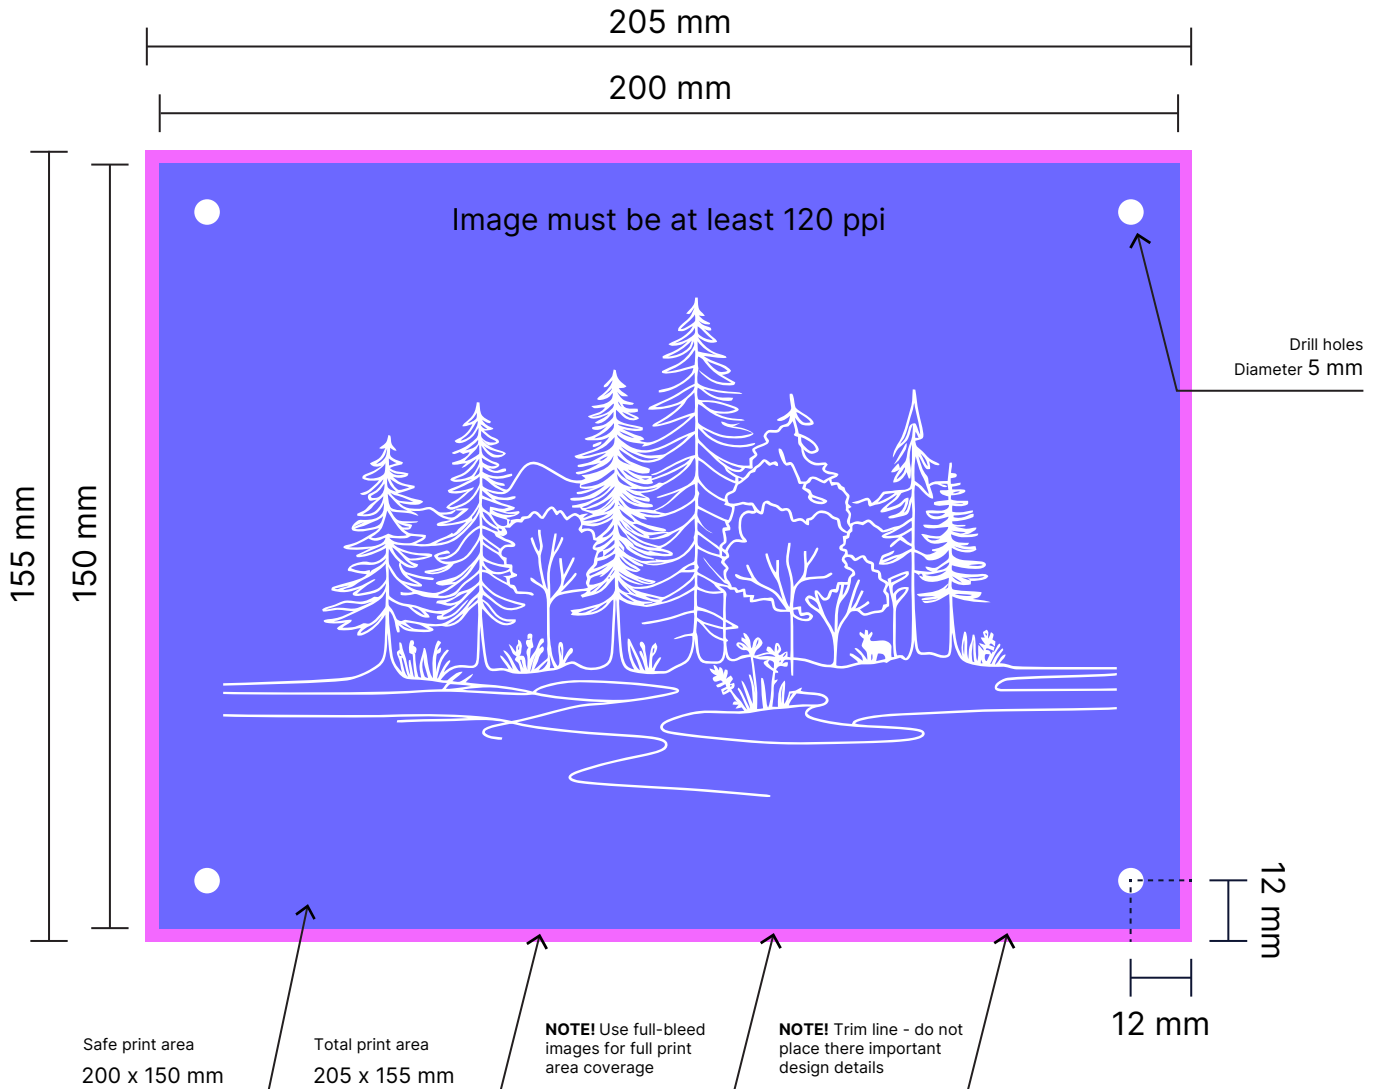 205 mm
200 mm
155 mm
150 mm
Image must be at least 120 ppi
Drill holes
Diameter 5 mm
12 mm
12 mm
Safe print area
200 x 150 mm
Total print area
205 x 155 mm
NOTE! Use full-bleed
images for full print
area coverage
NOTE! Trim line - do not
place there important
design details